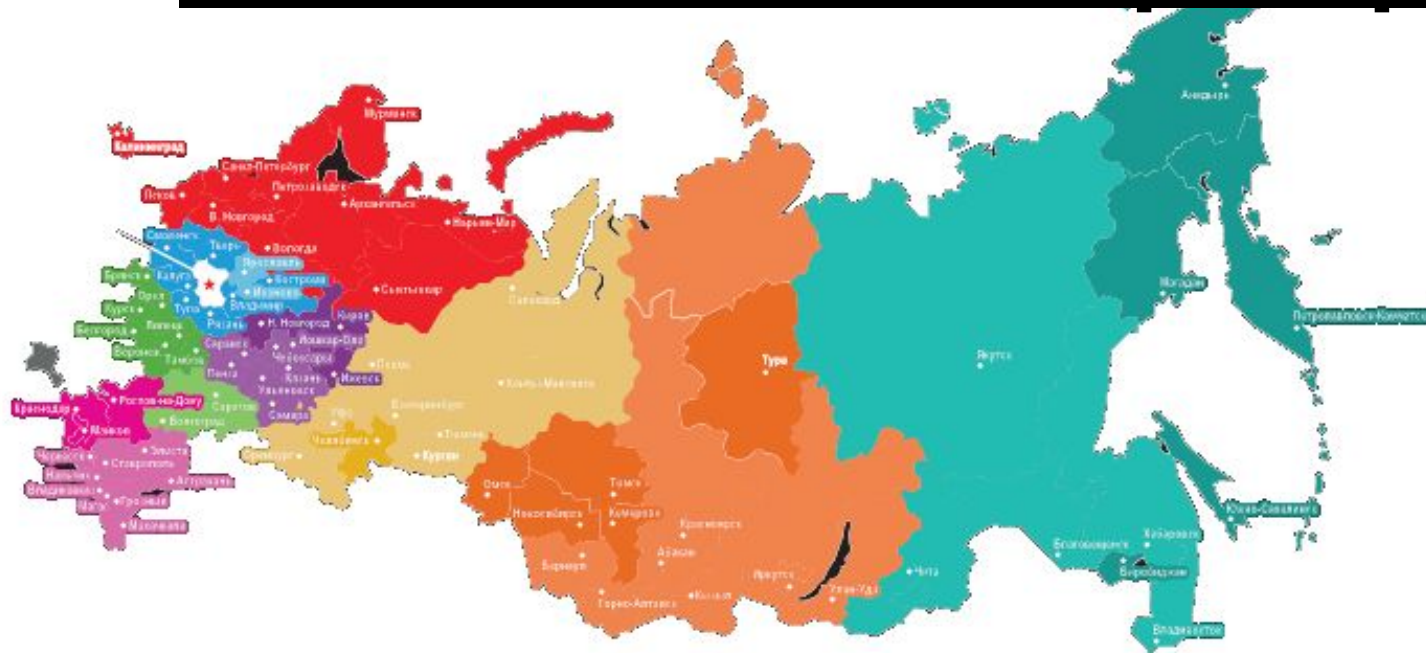 Анадырь
Мурманск
Калининград
Санкт-Петербург
Петрозаводск
Псков
Архангельск
В. Новгород
Нарьян-Мар
Смоленск
Тверь
Вологда
Ярославль
Брянск
Калуга
Кострома
Сыктывкар
Салехард
Магадан
Иваново
Орел
Владимир
Тула
Курск
Рязань
Н. Новгород
Киров
Петропавловск-Камчатский
Белгород
Липецк
Йошкар-Ола
Саранск
Воронеж
Тамбов
Чебоксары
Якутск
Тура
Пенза
Казань
Ижевск
Пермь
Ханты-Мансийск
Ульяновск
Ростов-на-Дону
Краснодар
Саратов
Самара
Екатеринбург
Уфа
Волгоград
Майкоп
Челябинск
Тюмень
Элиста
Черкесск
Ставрополь
Оренбург
Курган
Нальчик
Астрахань
Омск
Томск
Владикавказ
Магас
Грозный
Новосибирск
Кемерово
Южно-Сахалинск
Махачкала
Красноярск
Хабаровск
Благовещенск
Абакан
Барнаул
Иркутск
Чита
Биробиджан
Улан-Удэ
Горно-Алтайск
Кызыл
Владивосток